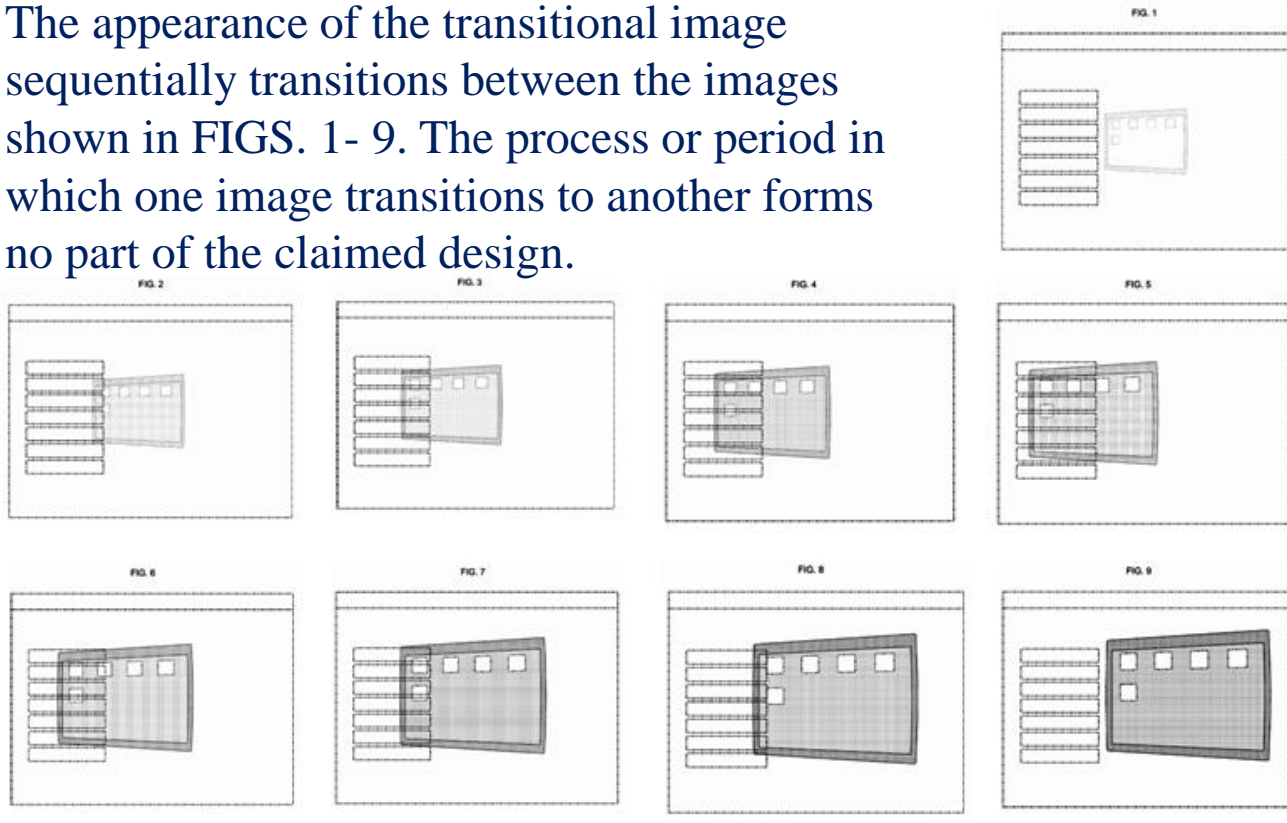 The appearance of the transitional image
sequentially transitions between the images
shown in FIGS. 1- 9. The process or period in
which one image transitions to another forms
no part of the claimed design.
FIG. 1
FIG. 2
FIG. 3
FIG. 4
FIG. 5
FIG. 6
FIG. 7
FIG. 8
FIG. 9